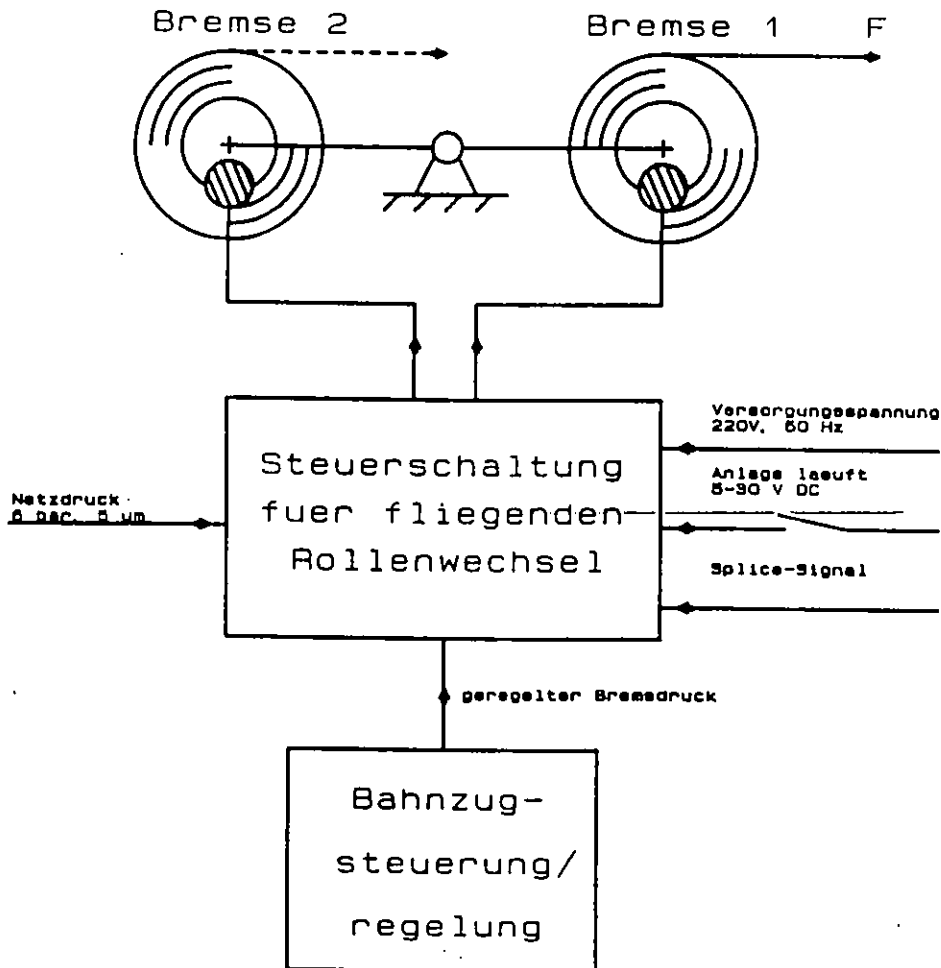 Bremse 2
Bremse 1
F
Versorgungsspannung
220V, 50 Hz
Steuerschaltung
fuer fliegenden
Rollenwechsel
Anlage laeuft
5-30 V DC
Netzdruck
6 bar, 5 um
Splice-Signal
geregelter Bremsdruck
Bahnzug-
steuerung/
regelung